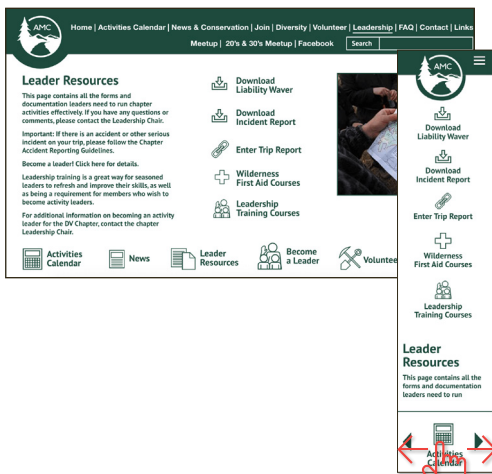 AMC
Home | Activities Calendar | News & Conservation | Join | Diversity | Volunteer | Leadership | FAQ | Contact | Links
Meetup | 20's & 30's Meetup | Facebook
Search
Leader Resources
This page contains all the forms and
documentation leaders need to run chapter
activities effectively. If you have any questions or
comments, please contact the Leadership Chair.
Important: If there is an accident or other serious
incident on your trip, please follow the Chapter
Accident Reporting Guidelines.
Become a leader! Click here for details.
Leadership training is a great way for seasoned
leaders to refresh and improve their skills, as well
as being a requirement for members who wish to
become activity leaders.
For additional information on becoming an activity
leader for the DV Chapter, contact the chapter
Leadership Chair.
Download
Liability Waver
Download
Incident Report
Enter Trip Report
Wilderness
First Aid Courses
Leadership
Training Courses
Activities
Calendar
News
Leader
Resources
Become
a Leader
Voluntee
AMC
Download
Liability Waver
Download
Incident Report
Enter Trip Report
Wilderness
First Aid Courses
Leadership
Training Courses
Leader
Resources
This page contains all the
forms and documentation
leaders need to run
Activities
Calendar